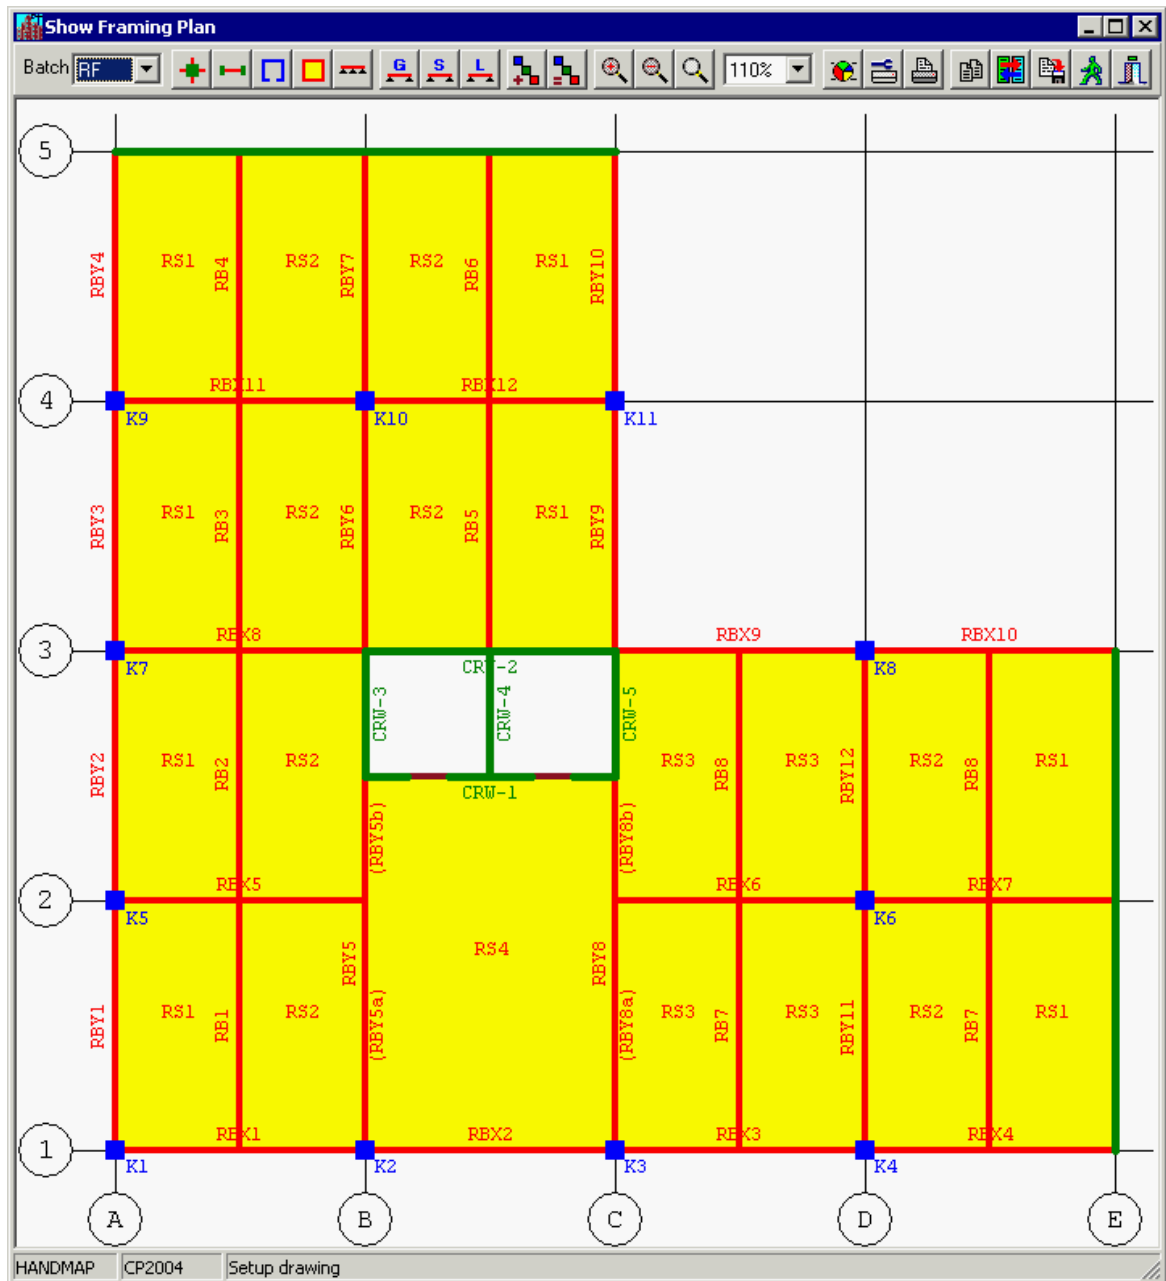 Show Framing Plan
Batch RF G S L 110%
5
RBY4 RS1 RB4 RS2 RBY7 RS2 RB6 RS1 RBY10
RBX11 RBX12
4
K9 K10 K11
RBY3 RS1 RB3 RS2 RBY6 RS2 RB5 RS1 RBY9
RBX8 RBX9 RBX10
3
K7 CRW-2 K8
CRW-3 CRW-4 CRW-5
RBY2 RS1 RB2 RS2 RS3 RB8 RS3 RBY12 RS2 RB8 RS1
CRW-1
(RBY5b) (RBY8b)
RBX5 RBX6 RBX7
2
K5 K6
RBY5 RS4 RBY8
RBY1 RS1 RB1 RS2 (RBY5a) (RBY8a) RS3 RB7 RS3 RBY11 RS2 RB7 RS1
RBX1 RBX2 RBX3 RBX4
1
K1 K2 K3 K4
A B C D E
HANDMAP CP2004 Setup drawing